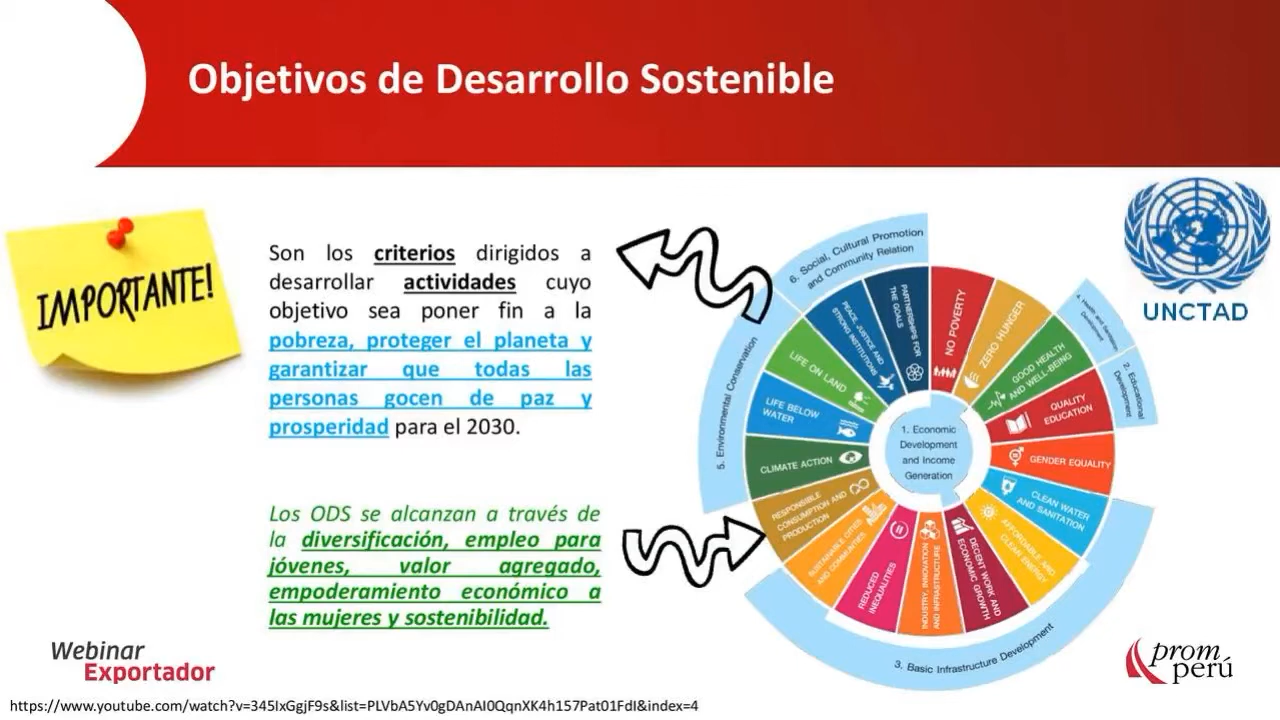 Objetivos de Desarrollo Sostenible
IMPORTANTE!
Son los criterios dirigidos a
desarrollar actividades cuyo
objetivo sea poner fin a la
pobreza, proteger el planeta y
garantizar que todas las
personas gocen de paz y
prosperidad para el 2030.
Los ODS se alcanzan a través de
la diversificación, empleo para
jóvenes, valor agregado,
empoderamiento económico a
las mujeres y sostenibilidad.
6. Social, Cultural Promotion
and Community Relation
4. Health and Sanitation
Development
2. Educational
Development
3. Basic Infrastructure Development
5. Environmental Conservation
1. Economic
Development
and Income
Generation
NO POVERTY
ZERO HUNGER
GOOD HEALTH
AND WELL-BEING
QUALITY
EDUCATION
GENDER EQUALITY
CLEAN WATER
AND SANITATION
AFFORDABLE AND
CLEAN ENERGY
DECENT WORK AND
ECONOMIC GROWTH
INDUSTRY, INNOVATION
AND INFRASTRUCTURE
REDUCED
INEQUALITIES
SUSTAINABLE CITIES
AND COMMUNITIES
RESPONSIBLE
CONSUMPTION AND
PRODUCTION
CLIMATE ACTION
LIFE BELOW
WATER
LIFE ON LAND
PEACE, JUSTICE AND
STRONG INSTITUTIONS
PARTNERSHIPS FOR
THE GOALS
UNCTAD
Webinar
Exportador
prom
perú
https://www.youtube.com/watch?v=345IxGgjF9s&list=PLVbA5Yv0gDAnAI0QqnXK4h157Pat01FdI&index=4